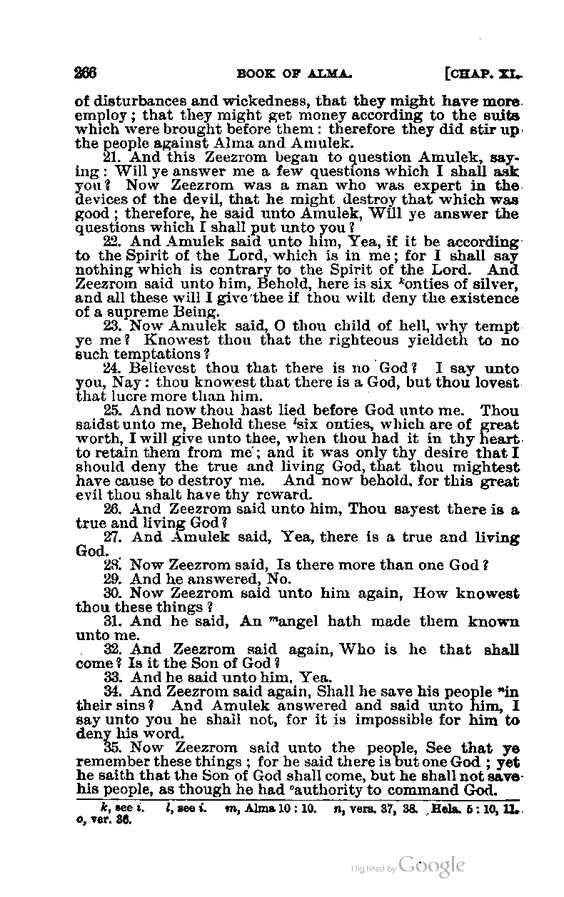 266 BOOK OF ALMA. [CHAP. XI.
of disturbances and wickedness, that they might have more
employ; that they might get money according to the suits
which were brought before them: therefore they did stir up
the people against Alma and Amulek.
21. And this Zeezrom began to question Amulek, say-
ing: Will ye answer me a few questions which I shall ask
you? Now Zeezrom was a man who was expert in the
devices of the devil, that he might destroy that which was
good; therefore, he said unto Amulek, Will ye answer the
questions which I shall put unto you?
22. And Amulek said unto him, Yea, if it be according
to the Spirit of the Lord, which is in me; for I shall say
nothing which is contrary to the Spirit of the Lord. And
Zeezrom said unto him, Behold, here is six konties of silver,
and all these will I give thee if thou wilt deny the existence
of a supreme Being.
23. Now Amulek said, O thou child of hell, why tempt
ye me? Knowest thou that the righteous yieldeth to no
such temptations?
24. Believest thou that there is no God? I say unto
you, Nay: thou knowest that there is a God, but thou lovest
that lucre more than him.
25. And now thou hast lied before God unto me. Thou
saidst unto me, Behold these lsix onties, which are of great
worth, I will give unto thee, when thou had it in thy heart
to retain them from me; and it was only thy desire that I
should deny the true and living God, that thou mightest
have cause to destroy me. And now behold, for this great
evil thou shalt have thy reward.
26. And Zeezrom said unto him, Thou sayest there is a
true and living God?
27. And Amulek said, Yea, there is a true and living
God.
28. Now Zeezrom said, Is there more than one God?
29. And he answered, No.
30. Now Zeezrom said unto him again, How knowest
thou these things?
31. And he said, An mangel hath made them known
unto me.
32. And Zeezrom said again, Who is he that shall
come? Is it the Son of God?
33. And he said unto him, Yea.
34. And Zeezrom said again, Shall he save his people nin
their sins? And Amulek answered and said unto him, I
say unto you he shall not, for it is impossible for him to
deny his word.
35. Now Zeezrom said unto the people, See that ye
remember these things; for he said there is but one God; yet
he saith that the Son of God shall come, but he shall not save
his people, as though he had oauthority to command God.
k, see i. l, see i. m, Alma 10 : 10. n, vers. 37, 38. Hela. 5 : 10, 11.
o, ver. 36.
Digitized by Google